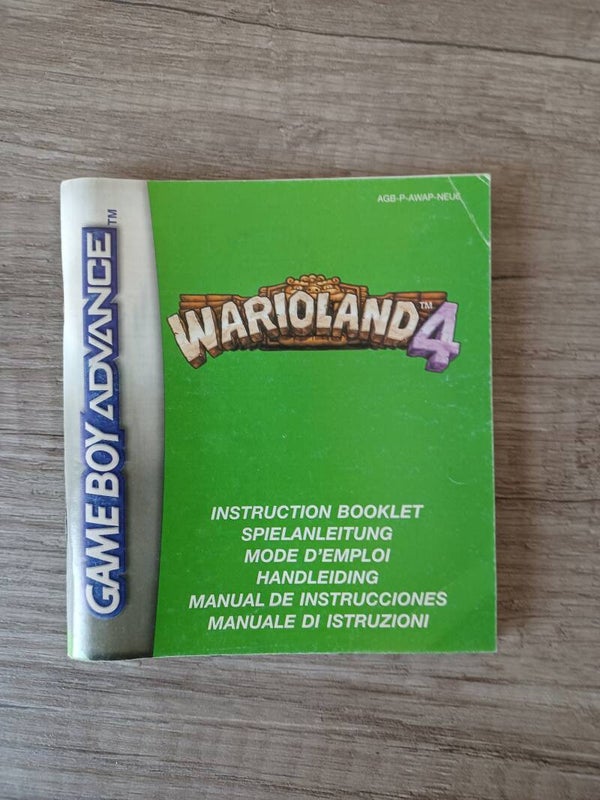 AGB-P-AWAP-NEU6
GAME BOY ADVANCE™
WARIOLAND™ 4
INSTRUCTION BOOKLET
SPIELANLEITUNG
MODE D'EMPLOI
HANDLEIDING
MANUAL DE INSTRUCCIONES
MANUALE DI ISTRUZIONI